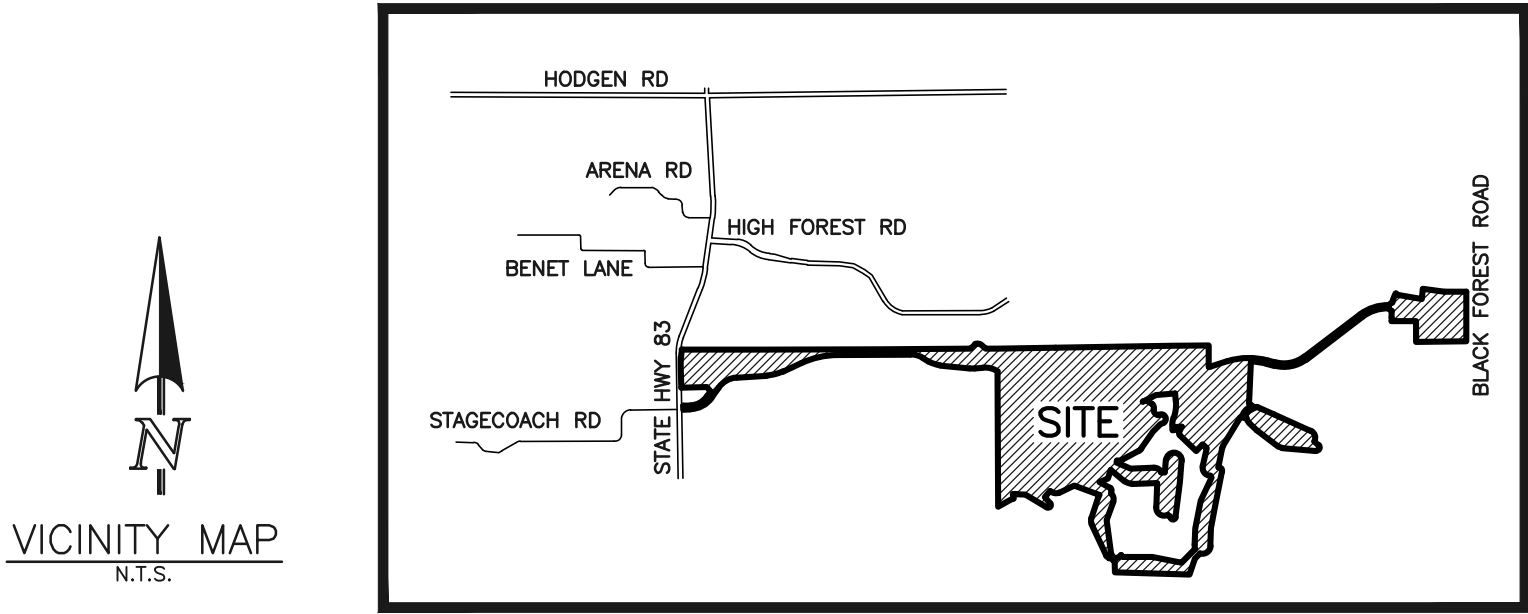 HODGEN RD
ARENA RD
HIGH FOREST RD
BENET LANE
STATE HWY 83
STAGECOACH RD
SITE
BLACK FOREST ROAD
N
VICINITY MAP
N.T.S.